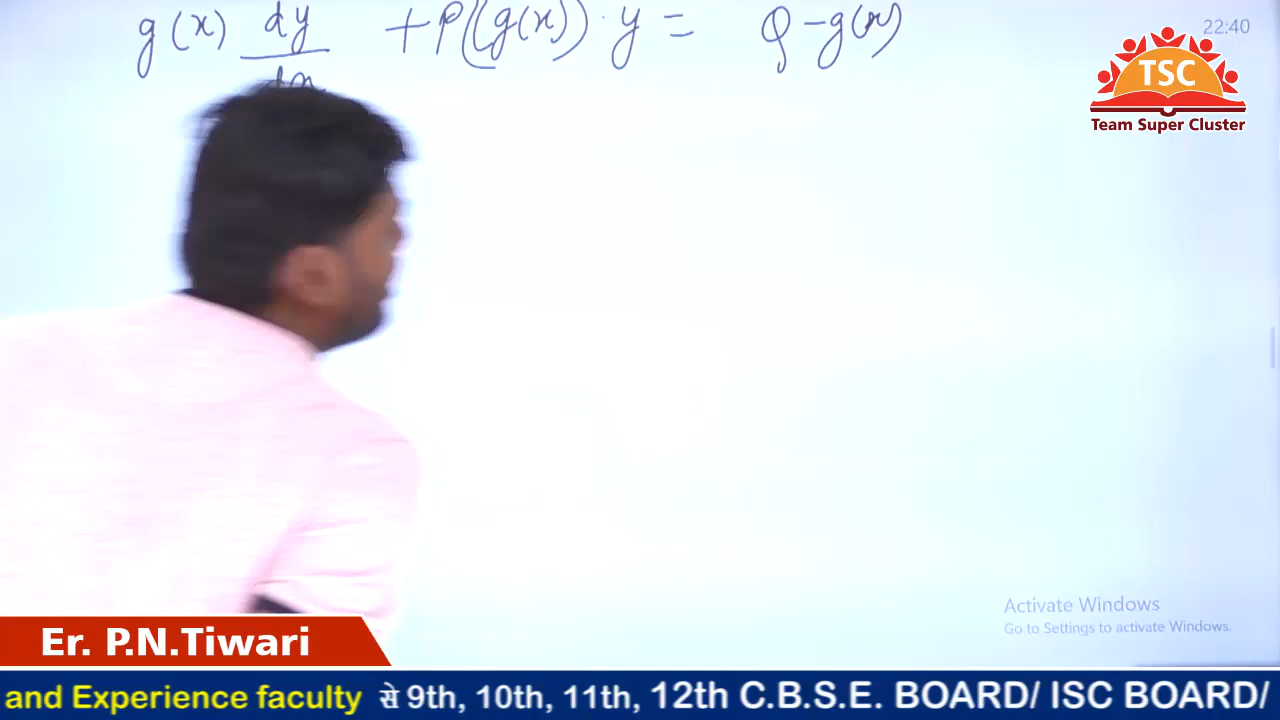 g(x) dy/dx + P(g(x)) · y = Q - g(x)
22:40
TSC
Team Super Cluster
Activate Windows
Go to Settings to activate Windows.
Er. P.N.Tiwari
and Experience faculty से 9th, 10th, 11th, 12th C.B.S.E. BOARD/ ISC BOARD/